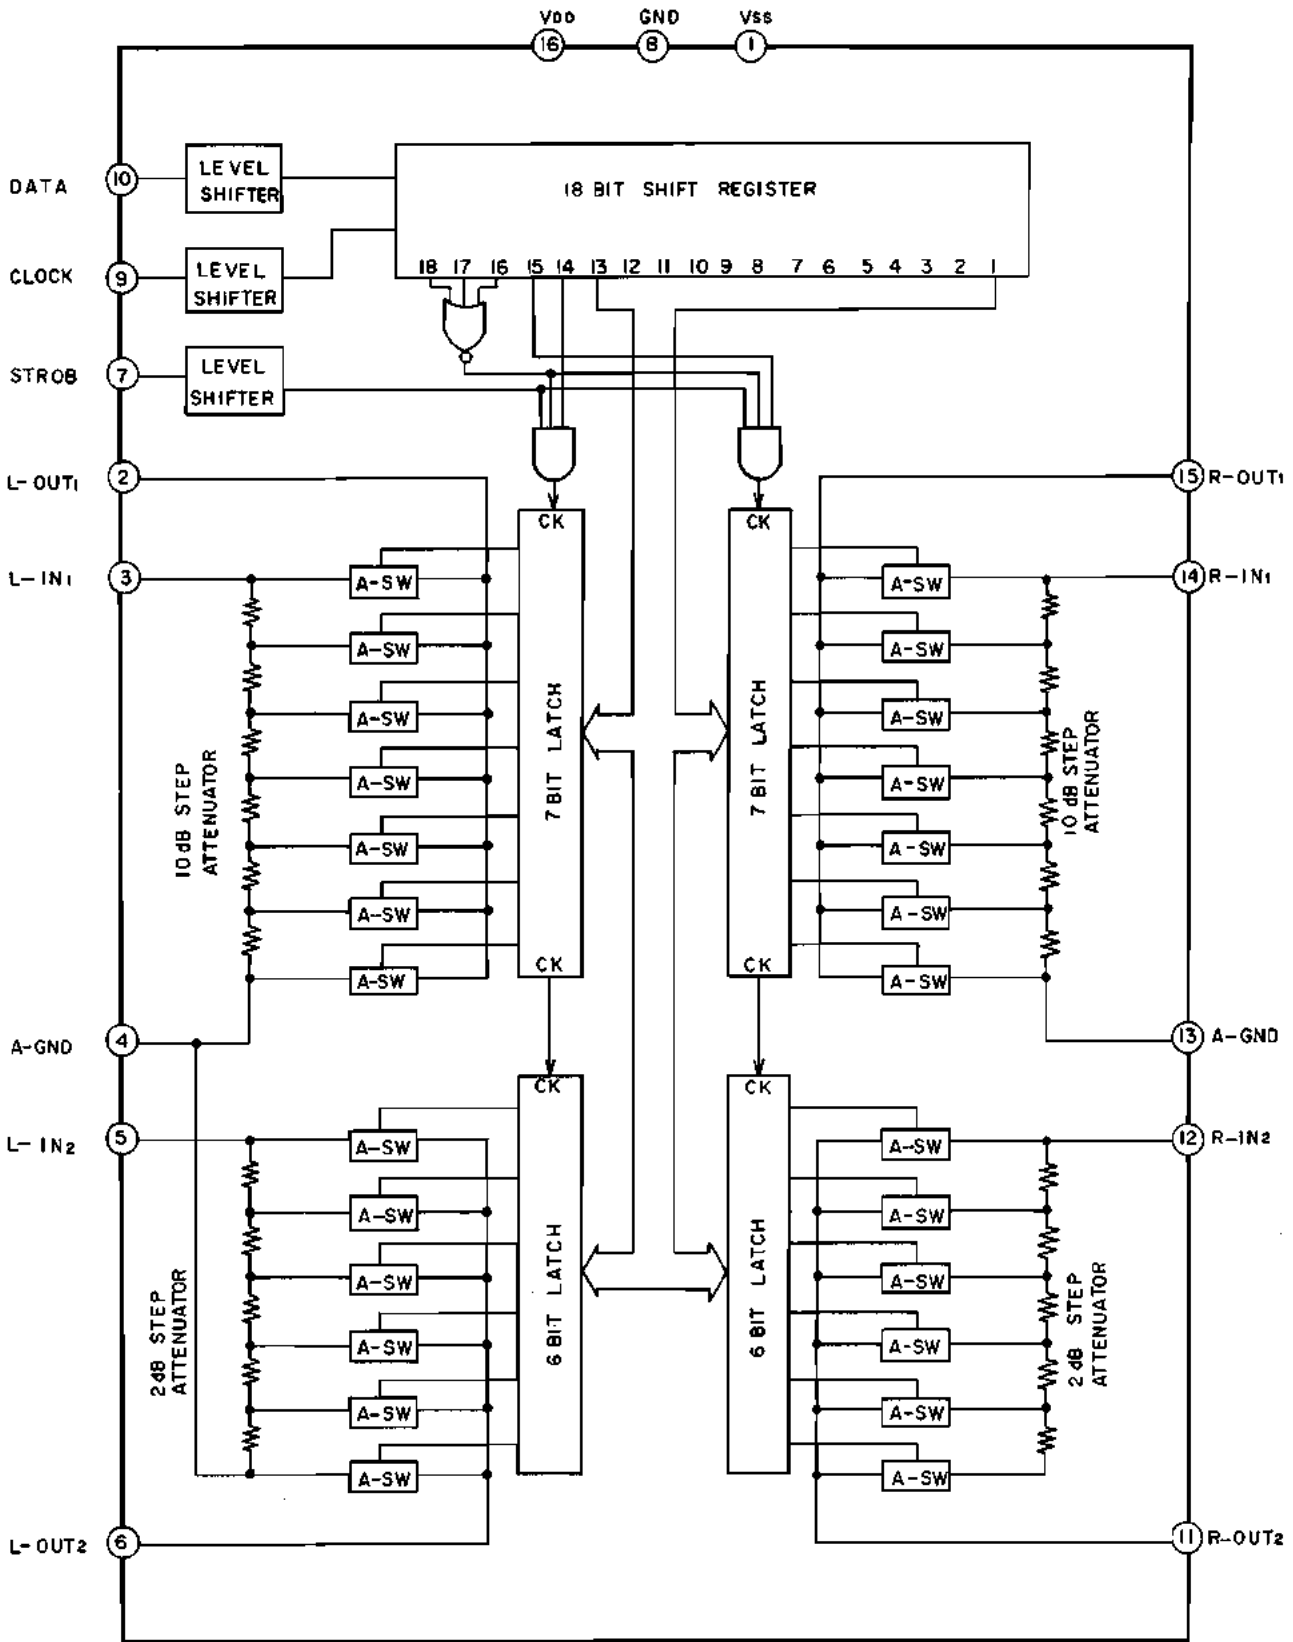 VDD GND VSS
16 8 1
DATA 10 LEVEL SHIFTER
18 BIT SHIFT REGISTER
CLOCK 9 LEVEL SHIFTER
18 17 16 15 14 13 12 11 10 9 8 7 6 5 4 3 2 1
STROB 7 LEVEL SHIFTER
L-OUT1 2
15 R-OUT1
CK
CK
L-IN1 3
14 R-IN1
A-SW
A-SW
A-SW
A-SW
A-SW
A-SW
A-SW
A-SW
A-SW
A-SW
A-SW
A-SW
A-SW
A-SW
10dB STEP
ATTENUATOR
7 BIT LATCH
7 BIT LATCH
10dB STEP
ATTENUATOR
CK
CK
A-GND 4
13 A-GND
CK
CK
L-IN2 5
12 R-IN2
A-SW
A-SW
A-SW
A-SW
A-SW
A-SW
A-SW
A-SW
A-SW
A-SW
A-SW
A-SW
2dB STEP
ATTENUATOR
6 BIT LATCH
6 BIT LATCH
2dB STEP
ATTENUATOR
L-OUT2 6
11 R-OUT2